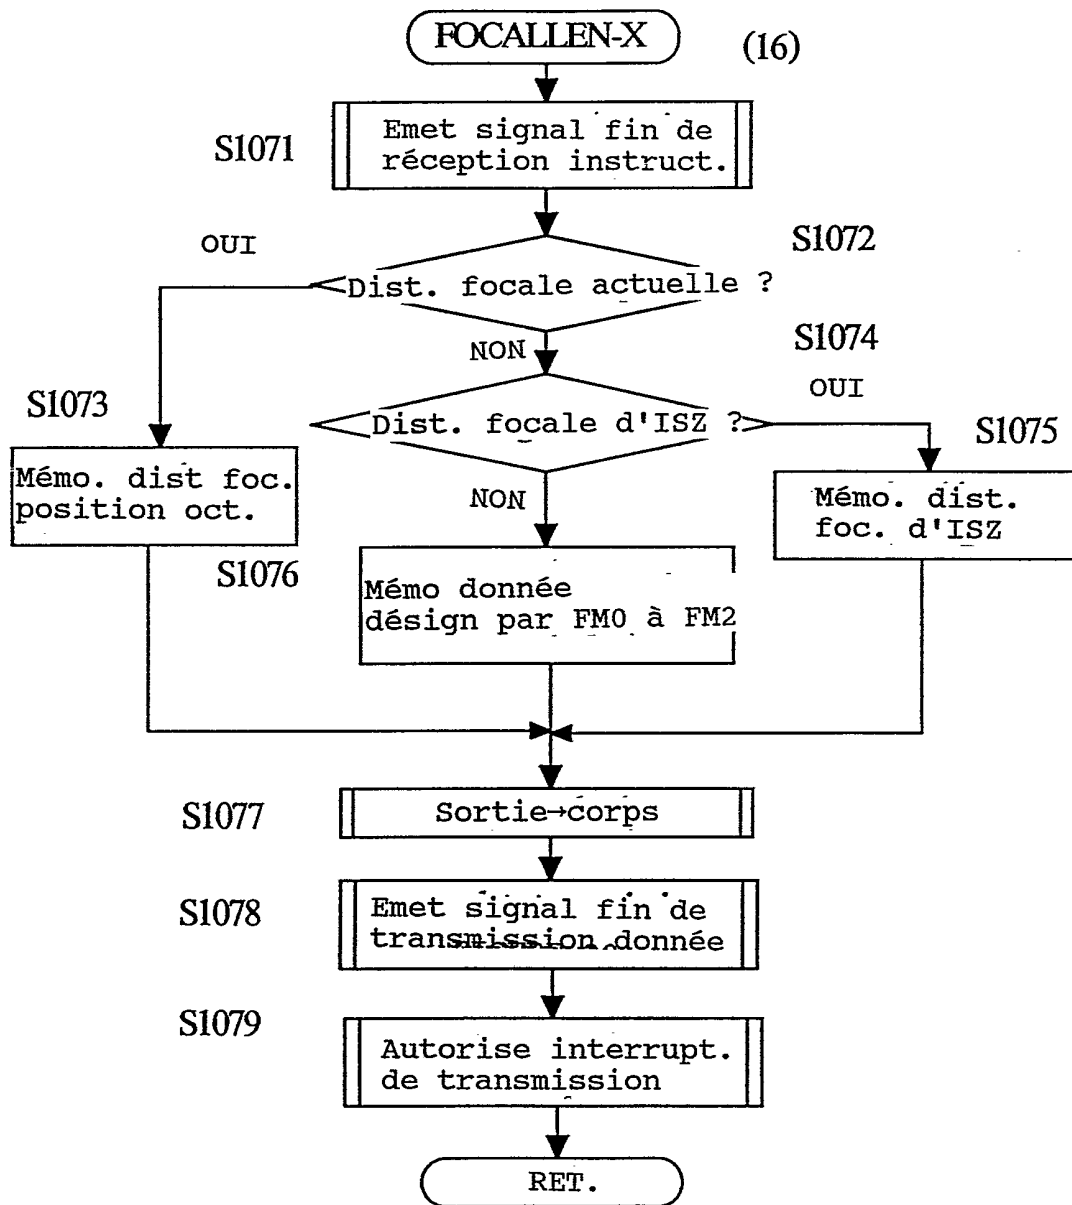 FOCALLEN-X
(16)
S1071
Emet signal fin de
réception instruct.
S1072
OUI
Dist. focale actuelle ?
NON
S1074
OUI
Dist. focale d'ISZ ?
S1073
S1075
Mémo. dist foc.
position oct.
NON
Mémo. dist.
foc. d'ISZ
S1076
Mémo donnée
désign par FM0 à FM2
S1077
Sortie→corps
S1078
Emet signal fin de
transmission donnée
S1079
Autorise interrupt.
de transmission
RET.